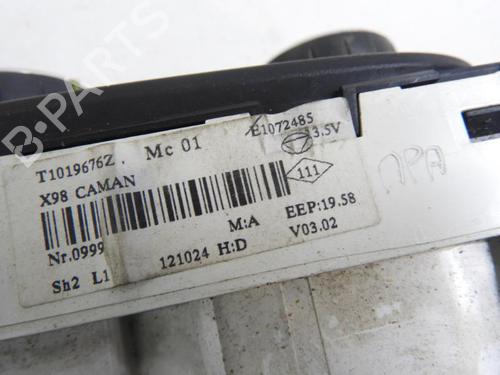 T1019676Z. Mc 01 E1072485
13.5V
X98 CAMAN
111
M:A EEP:19.58
Nr.0999 121024 H:D V03.02
Sh2 L1